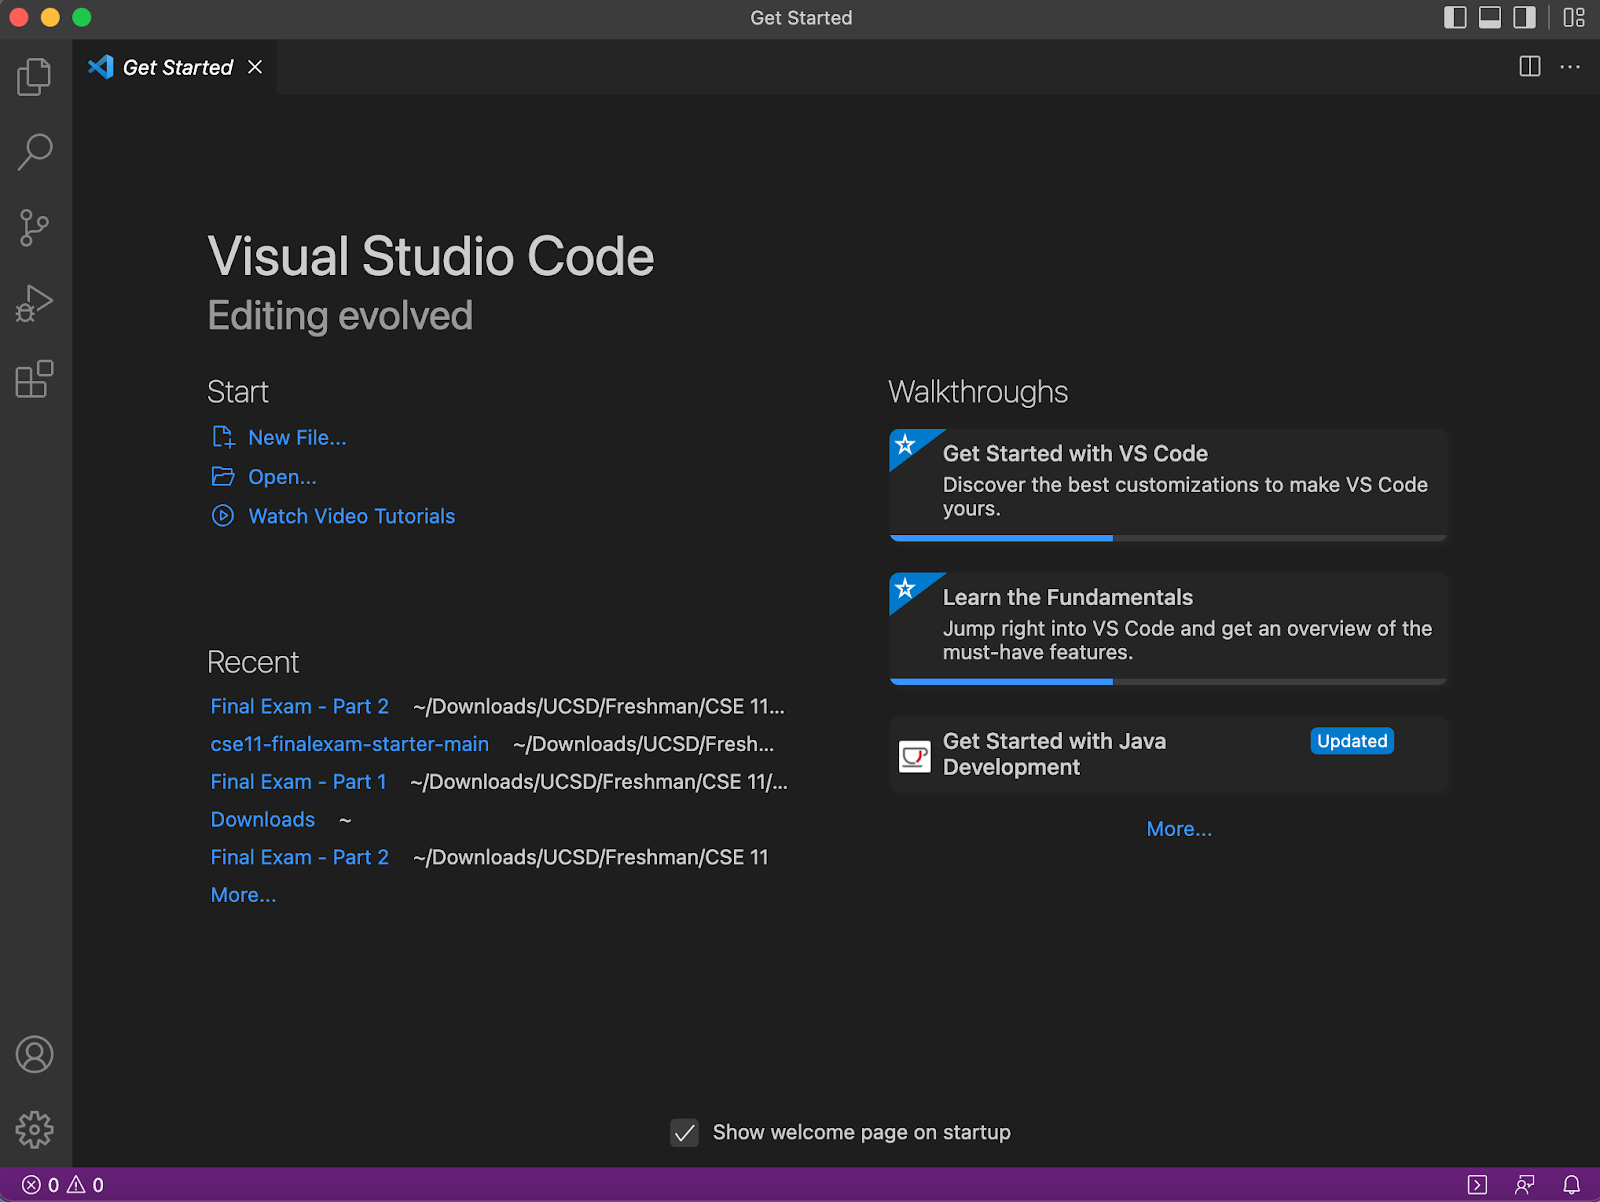 Get Started
Get Started
Visual Studio Code
Editing evolved
Start
New File...
Open...
Watch Video Tutorials
Recent
Final Exam - Part 2 ~/Downloads/UCSD/Freshman/CSE 11...
cse11-finalexam-starter-main ~/Downloads/UCSD/Fresh...
Final Exam - Part 1 ~/Downloads/UCSD/Freshman/CSE 11/...
Downloads ~
Final Exam - Part 2 ~/Downloads/UCSD/Freshman/CSE 11
More...
Walkthroughs
Get Started with VS Code
Discover the best customizations to make VS Code
yours.
Learn the Fundamentals
Jump right into VS Code and get an overview of the
must-have features.
Get Started with Java
Development
Updated
More...
Show welcome page on startup
0 0